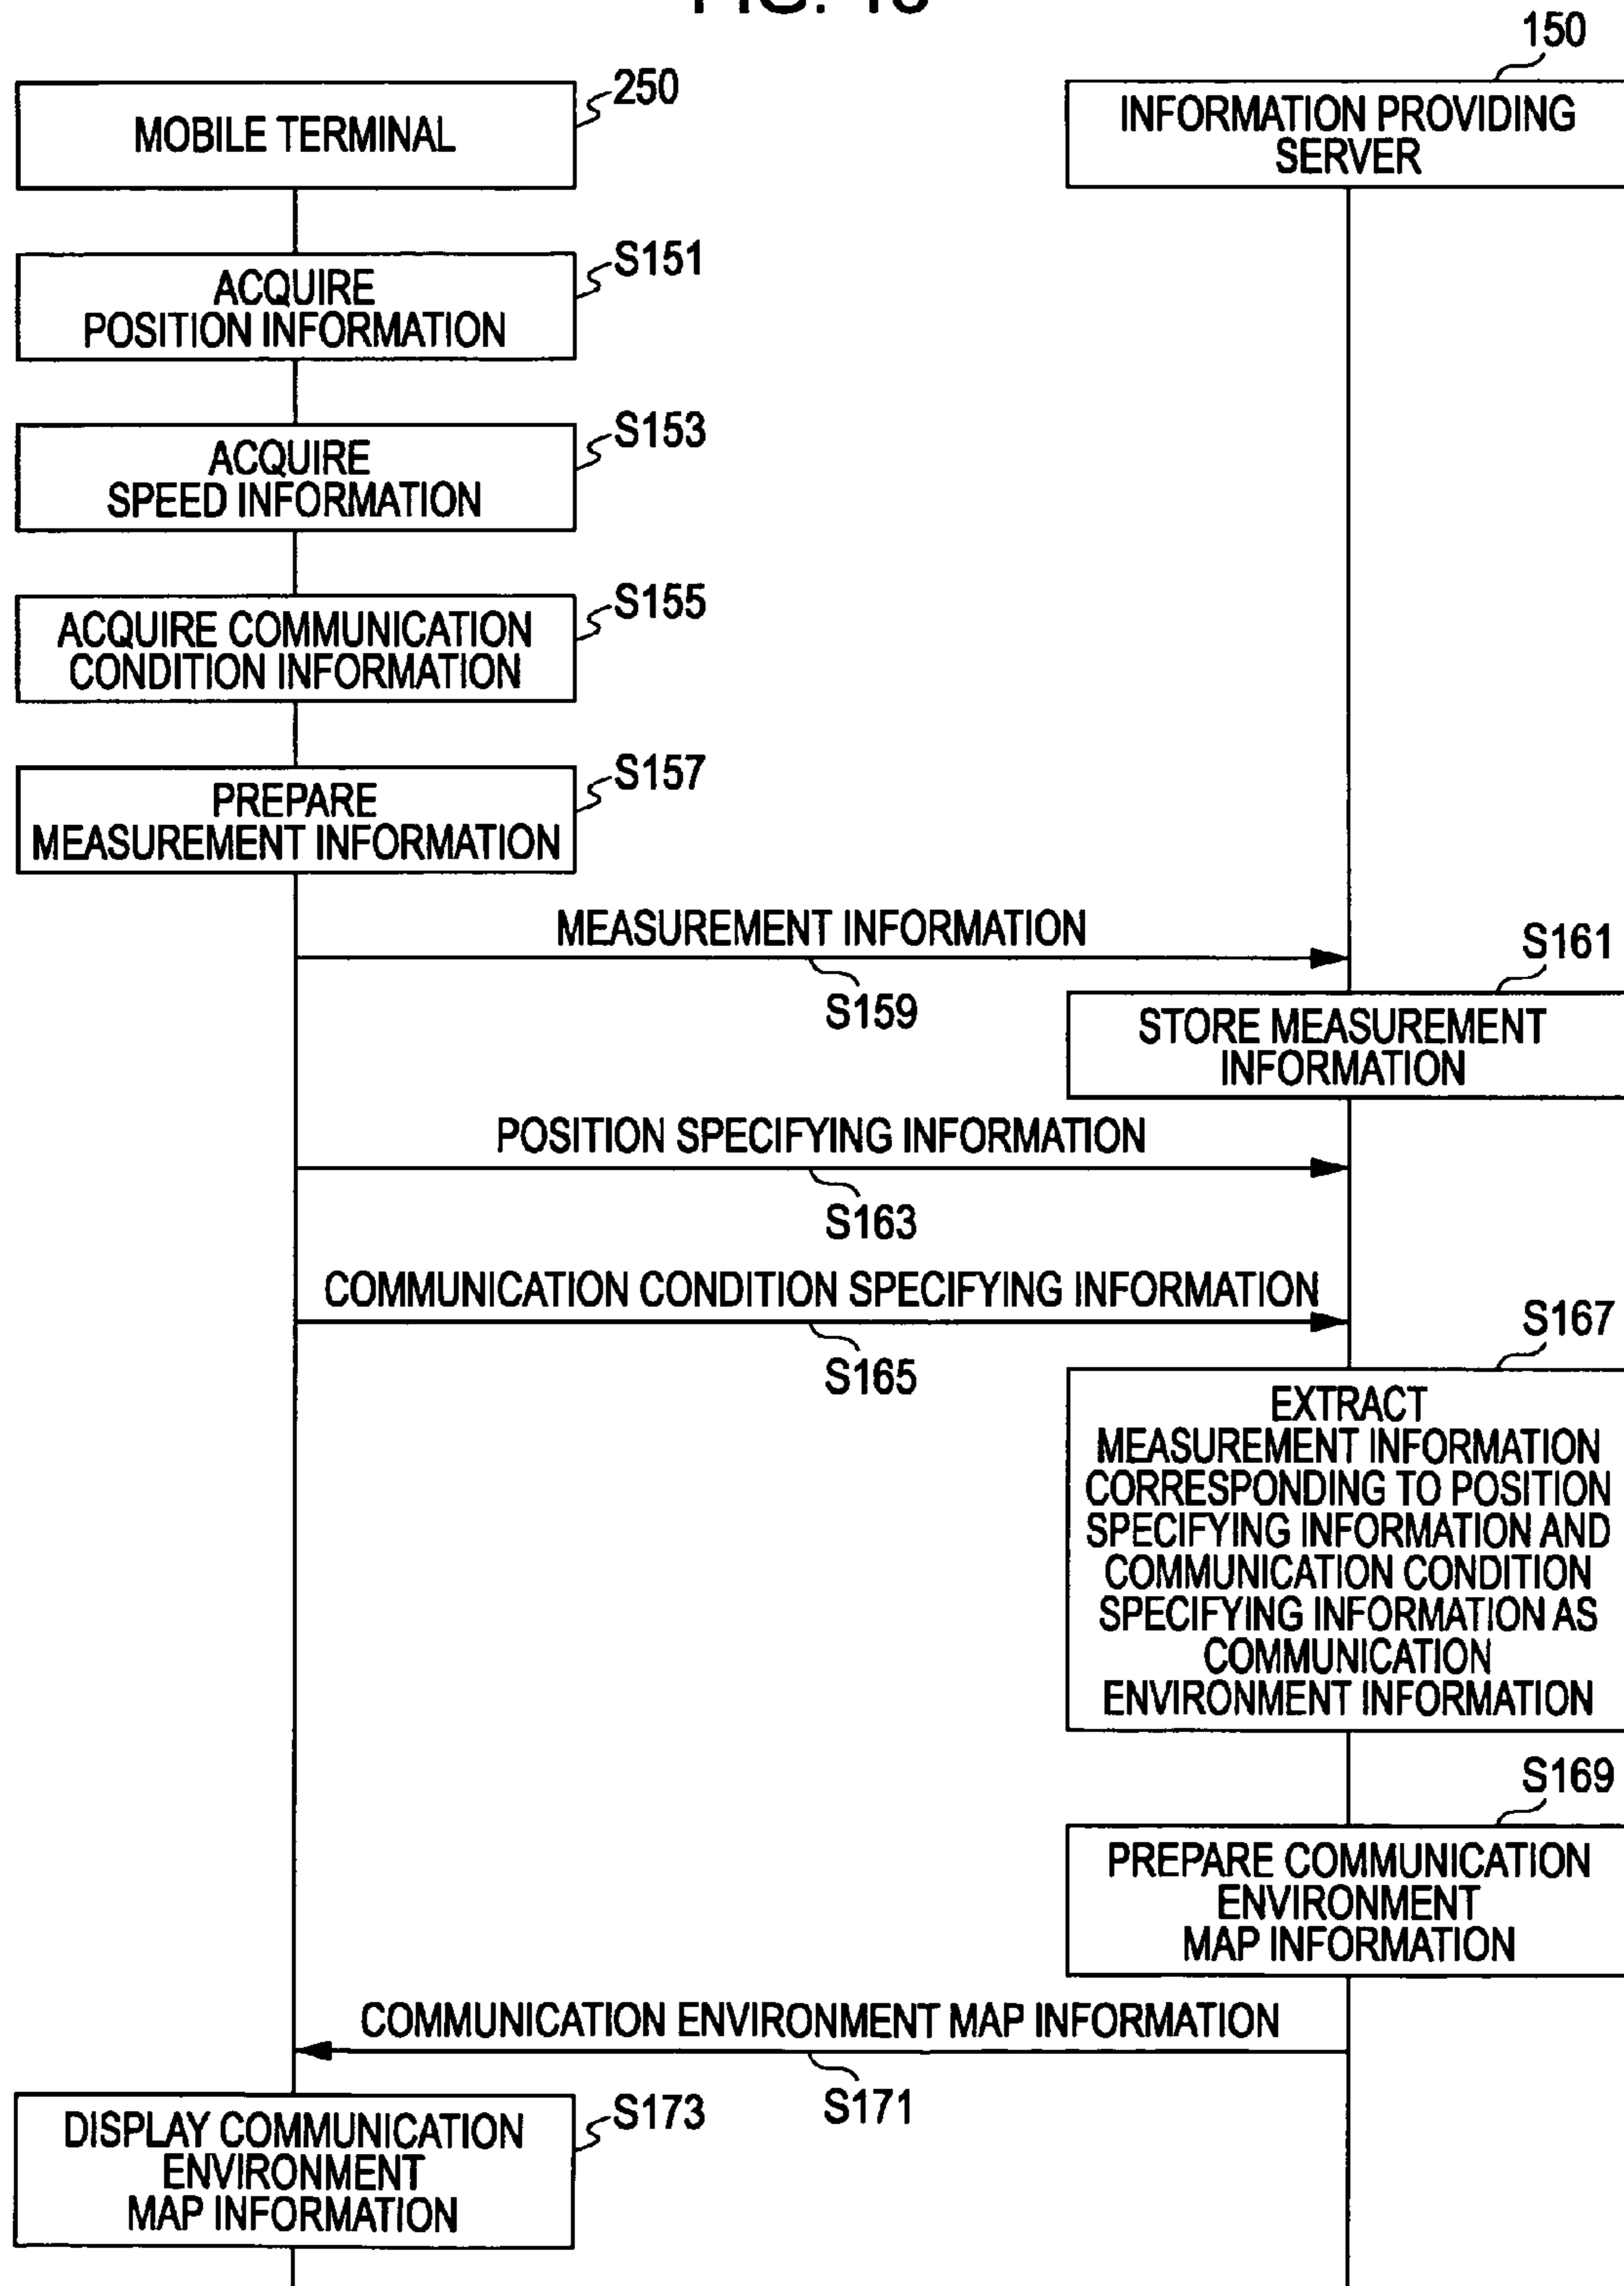 150
250
MOBILE TERMINAL
INFORMATION PROVIDING
SERVER
S151
ACQUIRE
POSITION INFORMATION
S153
ACQUIRE
SPEED INFORMATION
S155
ACQUIRE COMMUNICATION
CONDITION INFORMATION
S157
PREPARE
MEASUREMENT INFORMATION
MEASUREMENT INFORMATION
S159
S161
STORE MEASUREMENT
INFORMATION
POSITION SPECIFYING INFORMATION
S163
COMMUNICATION CONDITION SPECIFYING INFORMATION
S165
S167
EXTRACT
MEASUREMENT INFORMATION
CORRESPONDING TO POSITION
SPECIFYING INFORMATION AND
COMMUNICATION CONDITION
SPECIFYING INFORMATION AS
COMMUNICATION
ENVIRONMENT INFORMATION
S169
PREPARE COMMUNICATION
ENVIRONMENT
MAP INFORMATION
COMMUNICATION ENVIRONMENT MAP INFORMATION
S171
S173
DISPLAY COMMUNICATION
ENVIRONMENT
MAP INFORMATION